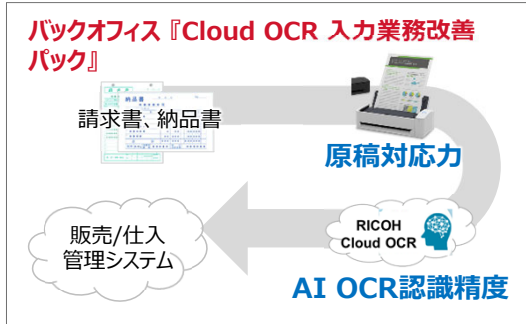 バックオフィス『Cloud OCR 入力業務改善
パック』
請求書、納品書
原稿対応力
RICOH
Cloud OCR
販売/仕入
管理システム
AI OCR認識精度